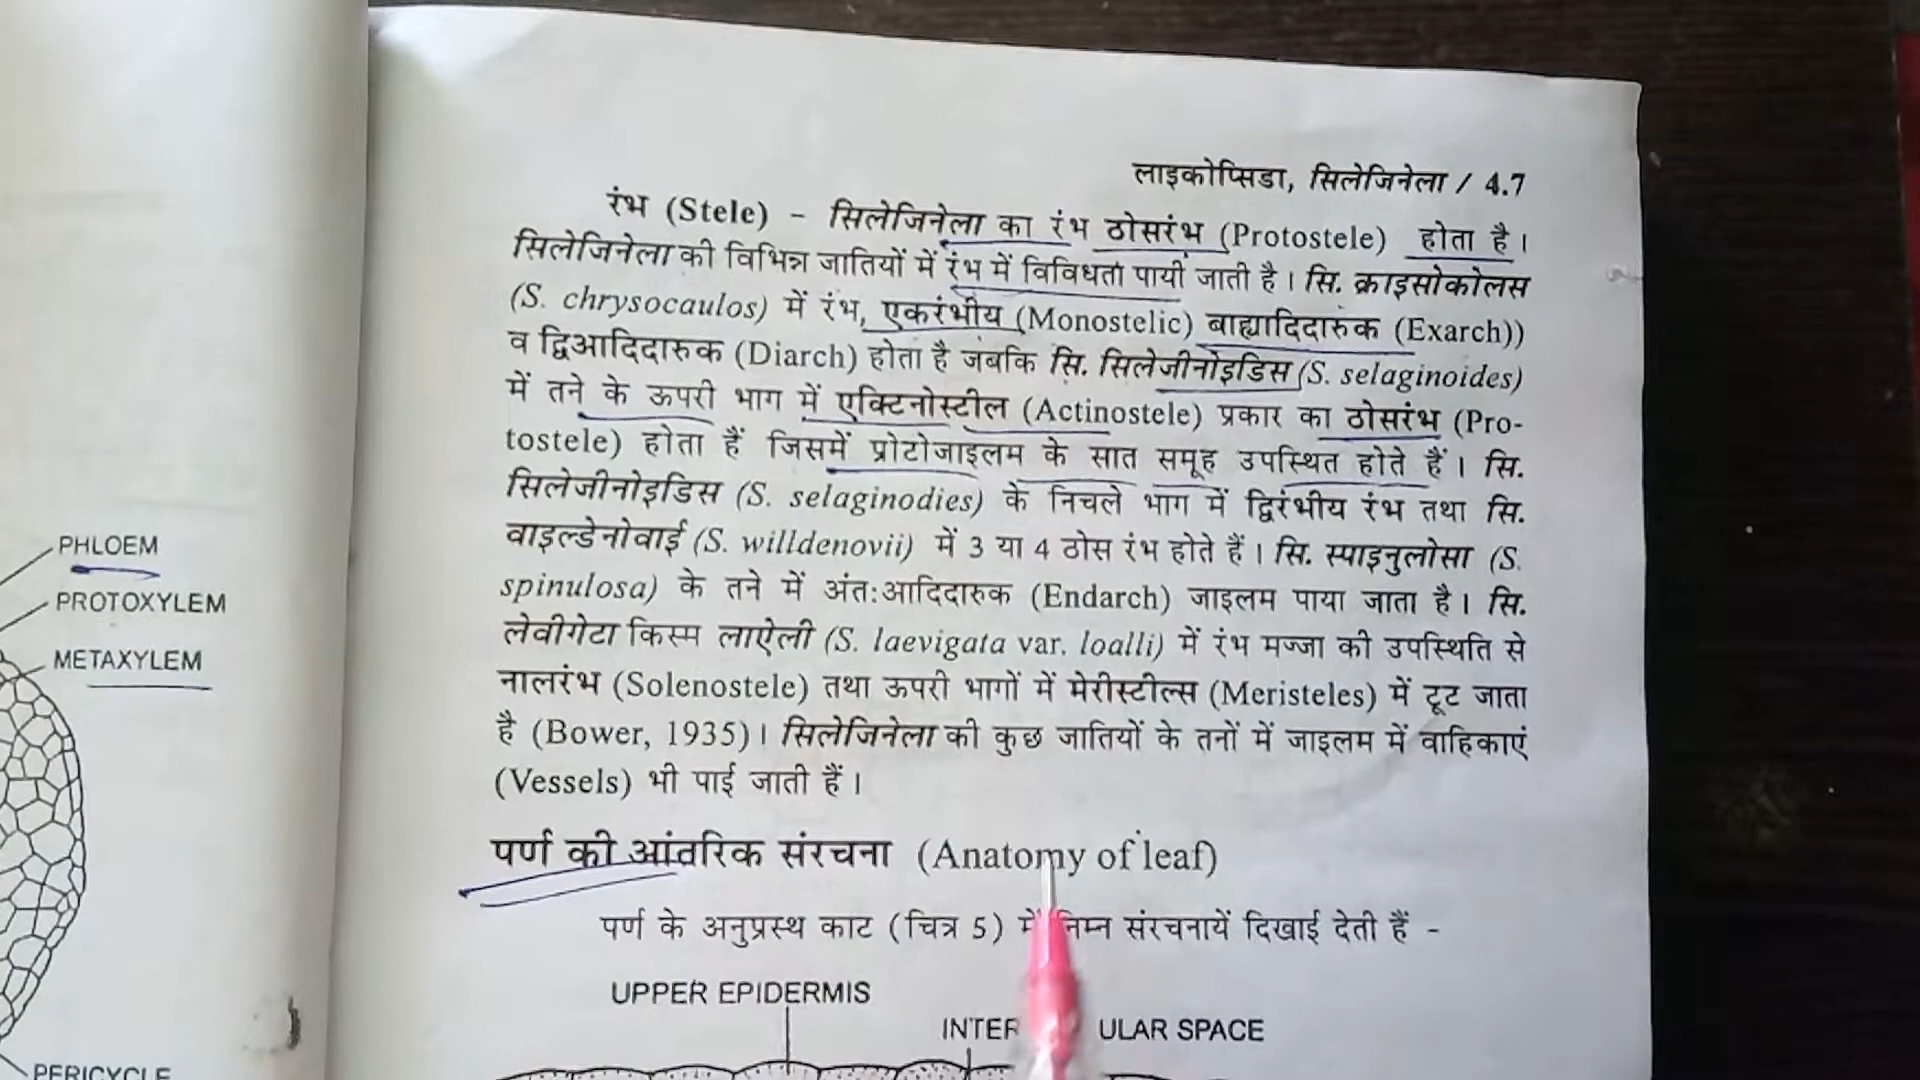 लाइकोप्सिडा, सिलेजिनेला / 4.7
रंभ (Stele) - सिलेजिनेला का रंभ ठोसरंभ (Protostele) होता है।
सिलेजिनेला की विभिन्न जातियों में रंभ में विविधता पायी जाती है। सि. क्राइसोकोलस
(S. chrysocaulos) में रंभ, एकरंभीय (Monostelic) बाह्यादिदारुक (Exarch))
व द्विआदिदारुक (Diarch) होता है जबकि सि. सिलेजीनोइडिस (S. selaginoides)
में तने के ऊपरी भाग में एक्टिनोस्टील (Actinostele) प्रकार का ठोसरंभ (Pro-
tostele) होता हैं जिसमें प्रोटोजाइलम के सात समूह उपस्थित होते हैं। सि.
सिलेजीनोइडिस (S. selaginodies) के निचले भाग में द्विरंभीय रंभ तथा सि.
वाइल्डेनोवाई (S. willdenovii) में 3 या 4 ठोस रंभ होते हैं। सि. स्पाइनुलोसा (S.
spinulosa) के तने में अंत:आदिदारुक (Endarch) जाइलम पाया जाता है। सि.
लेवीगेटा किस्म लाऐली (S. laevigata var. loalli) में रंभ मज्जा की उपस्थिति से
नालरंभ (Solenostele) तथा ऊपरी भागों में मेरीस्टील्स (Meristeles) में टूट जाता
है (Bower, 1935)। सिलेजिनेला की कुछ जातियों के तनों में जाइलम में वाहिकाएं
(Vessels) भी पाई जाती हैं।
पर्ण की आंतरिक संरचना (Anatomy of leaf)
पर्ण के अनुप्रस्थ काट (चित्र 5) में निम्न संरचनायें दिखाई देती हैं -
UPPER EPIDERMIS
INTER ULAR SPACE
PHLOEM
PROTOXYLEM
METAXYLEM
PERICYCLE